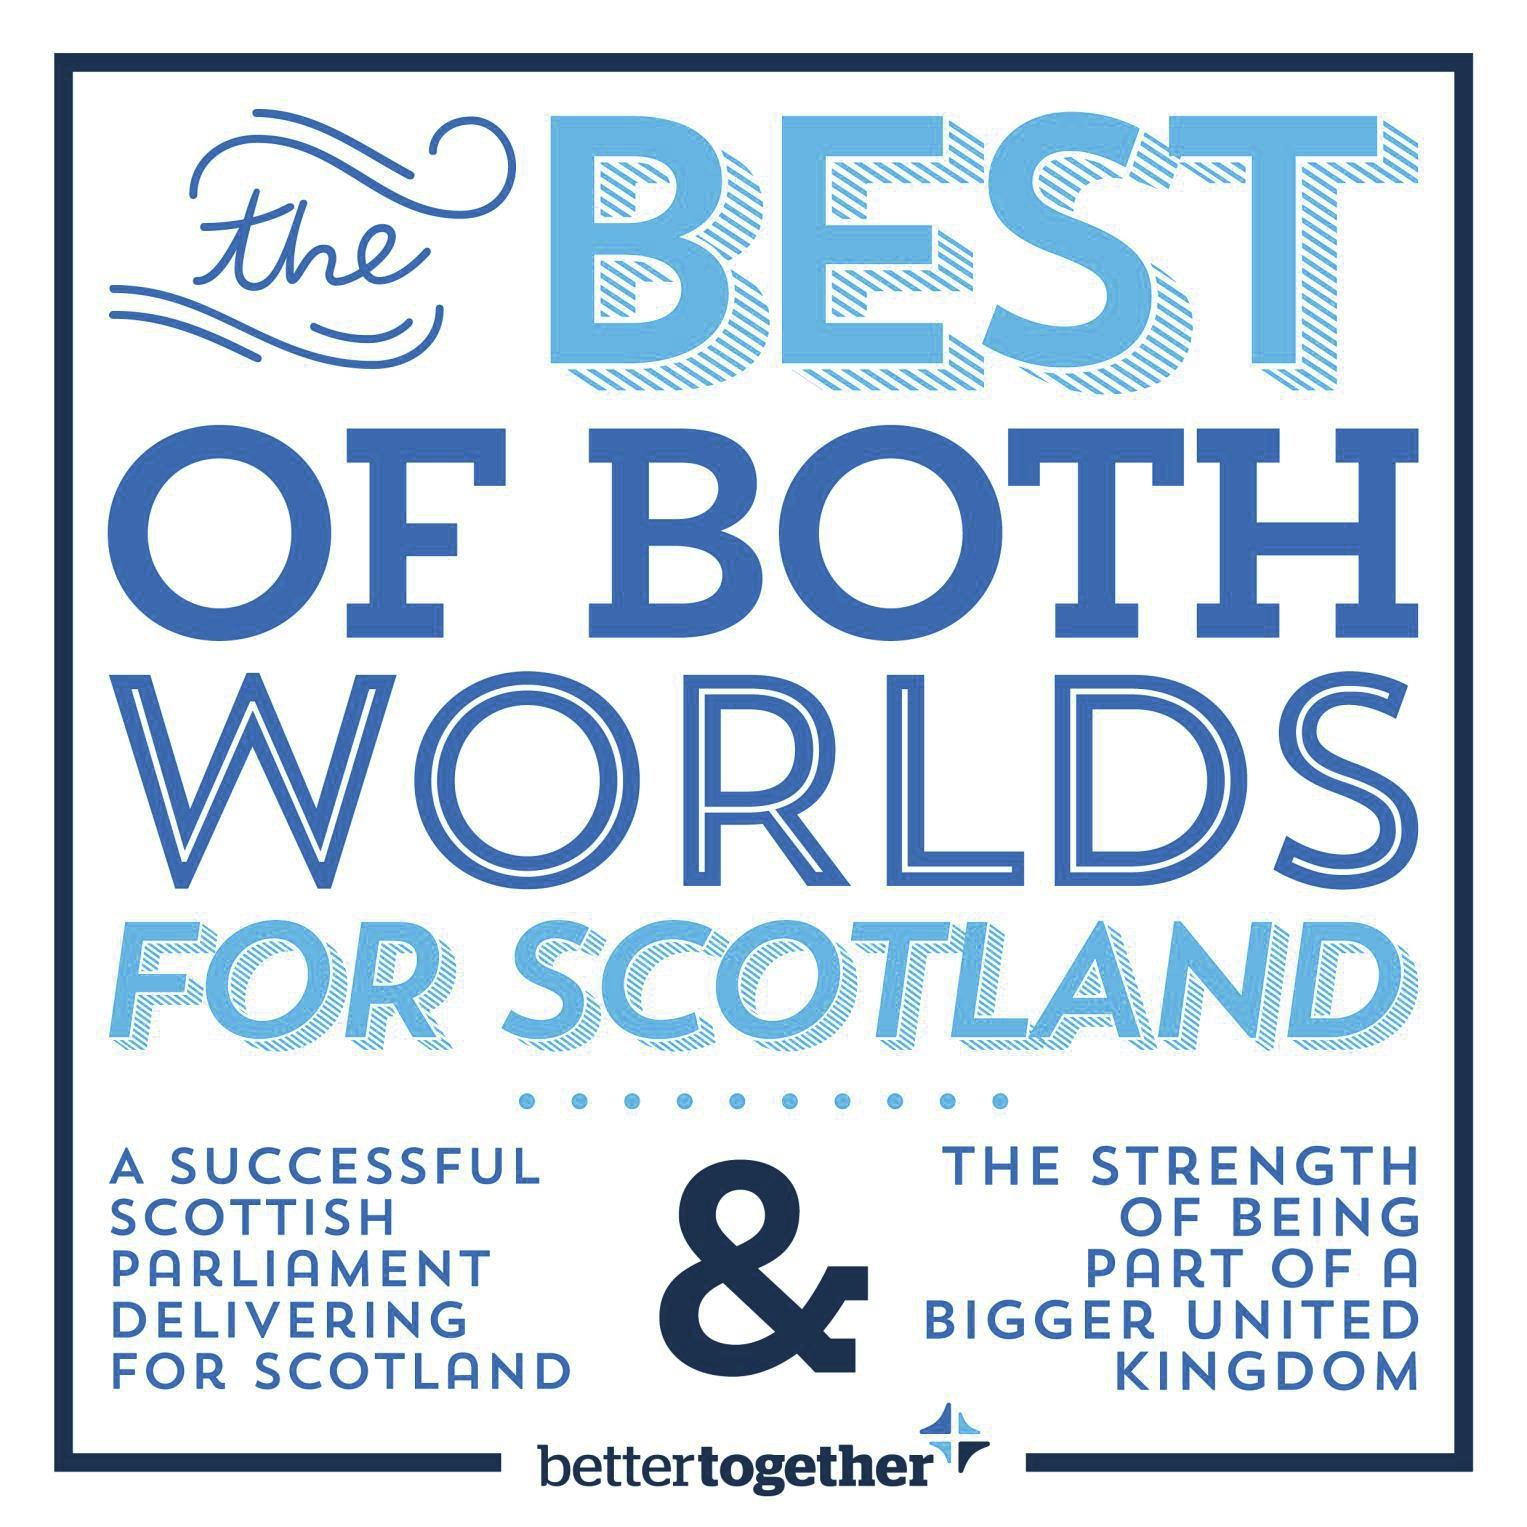 the BEST
OF BOTH
WORLDS
FOR SCOTLAND
A SUCCESSFUL
SCOTTISH
PARLIAMENT
DELIVERING
FOR SCOTLAND
&
THE STRENGTH
OF BEING
PART OF A
BIGGER UNITED
KINGDOM
bettertogether